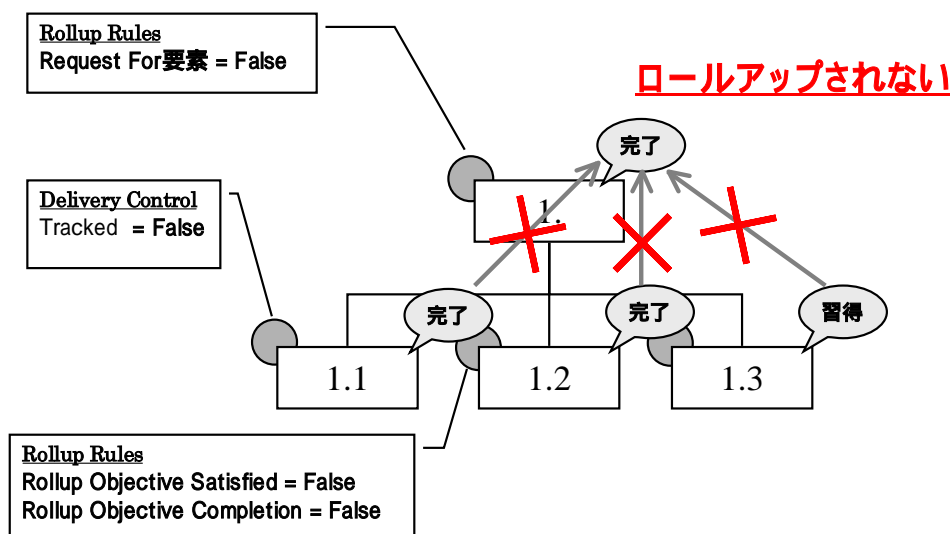 Rollup Rules
Request For要素 = False
ロールアップされない
完了
Delivery Control
Tracked = False
1.
完了
完了
習得
1.1
1.2
1.3
Rollup Rules
Rollup Objective Satisfied = False
Rollup Objective Completion = False